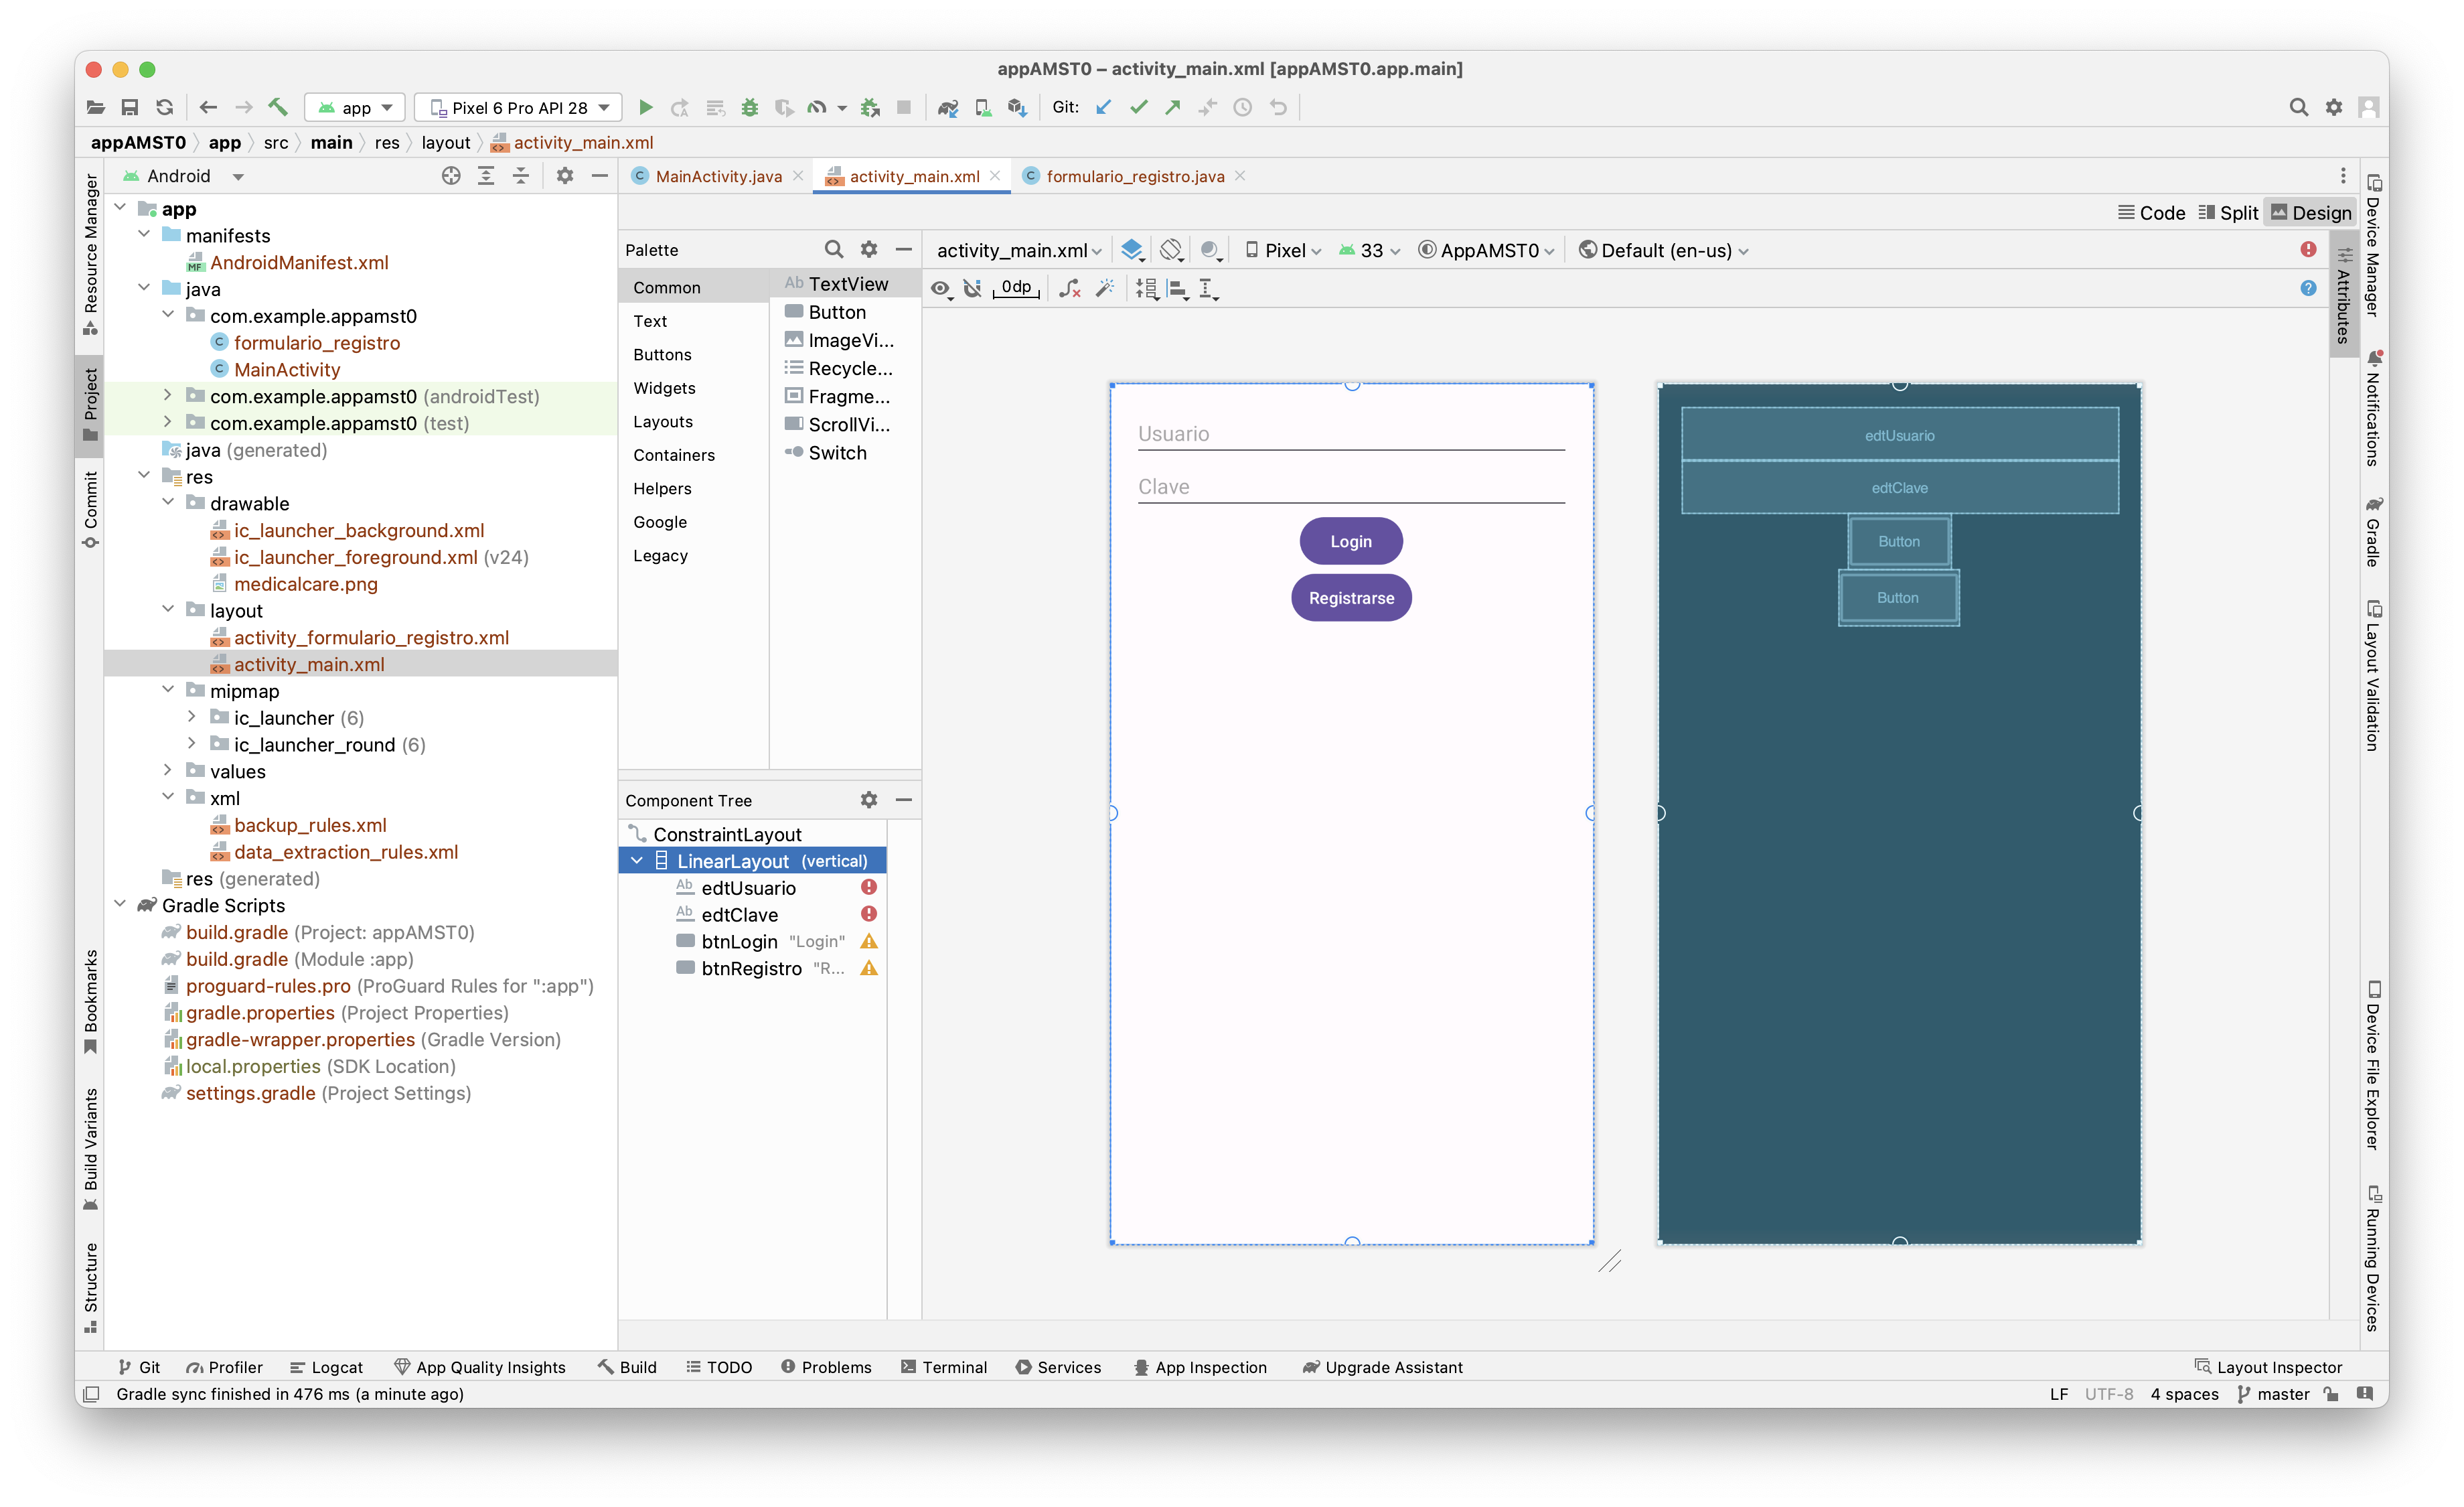 appAMST0 – activity_main.xml [appAMST0.app.main]
app
Pixel 6 Pro API 28
Git:
appAMST0 app src main res layout activity_main.xml
Android
MainActivity.java activity_main.xml formulario_registro.java
Code Split Design
Resource Manager
Project
Commit
Bookmarks
Build Variants
Structure
app
manifests
AndroidManifest.xml
java
com.example.appamst0
formulario_registro
MainActivity
com.example.appamst0 (androidTest)
com.example.appamst0 (test)
java (generated)
res
drawable
ic_launcher_background.xml
ic_launcher_foreground.xml (v24)
medicalcare.png
layout
activity_formulario_registro.xml
activity_main.xml
mipmap
ic_launcher (6)
ic_launcher_round (6)
values
xml
backup_rules.xml
data_extraction_rules.xml
res (generated)
Gradle Scripts
build.gradle (Project: appAMST0)
build.gradle (Module :app)
proguard-rules.pro (ProGuard Rules for ":app")
gradle.properties (Project Properties)
gradle-wrapper.properties (Gradle Version)
local.properties (SDK Location)
settings.gradle (Project Settings)
Palette
Common
Text
Buttons
Widgets
Layouts
Containers
Helpers
Google
Legacy
Ab TextView
Button
ImageVi...
Recycle...
Fragme...
ScrollVi...
Switch
Component Tree
ConstraintLayout
LinearLayout (vertical)
Ab edtUsuario
Ab edtClave
btnLogin "Login"
btnRegistro "R...
activity_main.xml
Pixel
33
AppAMST0
Default (en-us)
0dp
Usuario
Clave
Login
Registrarse
edtUsuario
edtClave
Button
Button
Attributes
Device Manager
Notifications
Gradle
Layout Validation
Device File Explorer
Running Devices
Git Profiler Logcat App Quality Insights Build TODO Problems Terminal Services App Inspection Upgrade Assistant Layout Inspector
Gradle sync finished in 476 ms (a minute ago)
LF UTF-8 4 spaces master